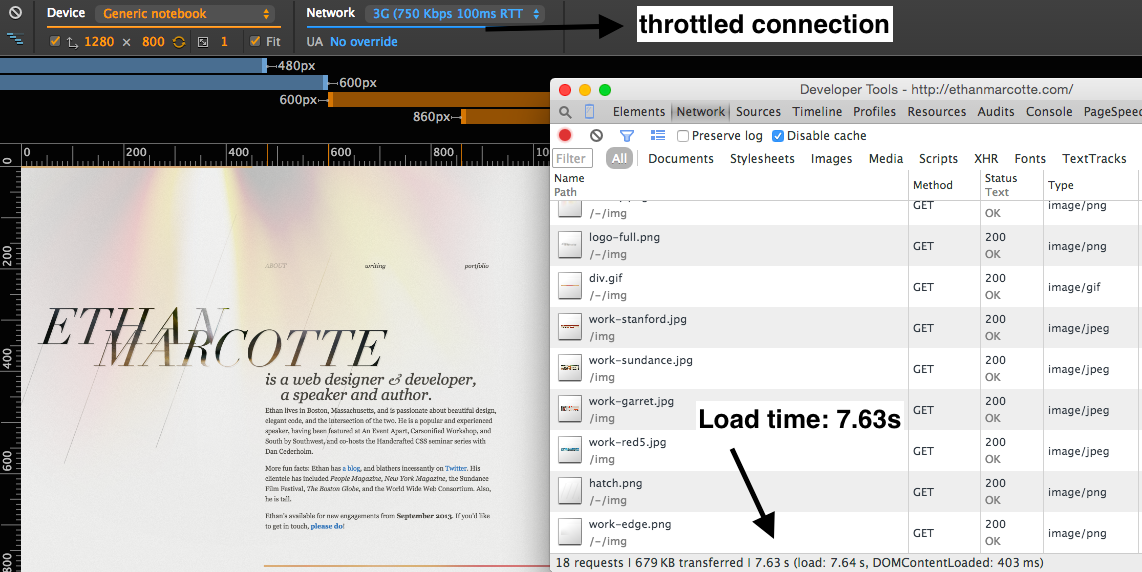 Device Generic notebook Network 3G (750 Kbps 100ms RTT
throttled connection
1280 × 800 1 Fit UA No override
480px
600px
600px
860px
Developer Tools - http://ethanmarcotte.com/
Elements Network Sources Timeline Profiles Resources Audits Console PageSpeed
Preserve log Disable cache
Filter All Documents Stylesheets Images Media Scripts XHR Fonts TextTracks
Name Method Status Type
Path Text
0 200 400 600 800 10
0
200
400
600
800
GET image/png
/-/img OK
logo-full.png 200
GET image/png
/-/img OK
div.gif 200
GET image/gif
/-/img OK
work-stanford.jpg 200
GET image/jpeg
/img OK
work-sundance.jpg 200
GET image/jpeg
/img OK
work-garret.jpg 200
GET image/jpeg
/img OK
work-red5.jpg 200
GET image/jpeg
/img OK
hatch.png 200
GET image/png
/-/img OK
work-edge.png 200
GET image/png
/-/img OK
Load time: 7.63s
18 requests | 679 KB transferred | 7.63 s (load: 7.64 s, DOMContentLoaded: 403 ms)
ABOUT writing portfolio
ETHAN
MARCOTTE
is a web designer & developer,
a speaker and author.
Ethan lives in Boston, Massachusetts, and is passionate about beautiful design,
elegant code, and the intersection of the two. He is a popular and experienced
speaker, having been featured at An Event Apart, Carsonified Workshop, and
South by Southwest, and co-hosts the Handcrafted CSS seminar series with
Dan Cederholm.
More fun facts: Ethan has a blog, and blathers incessantly on Twitter. His
clientele has included People Magazine, New York Magazine, the Sundance
Film Festival, The Boston Globe, and the World Wide Web Consortium. Also,
he is tall.
Ethan's available for new engagements from September 2013. If you'd like
to get in touch, please do!